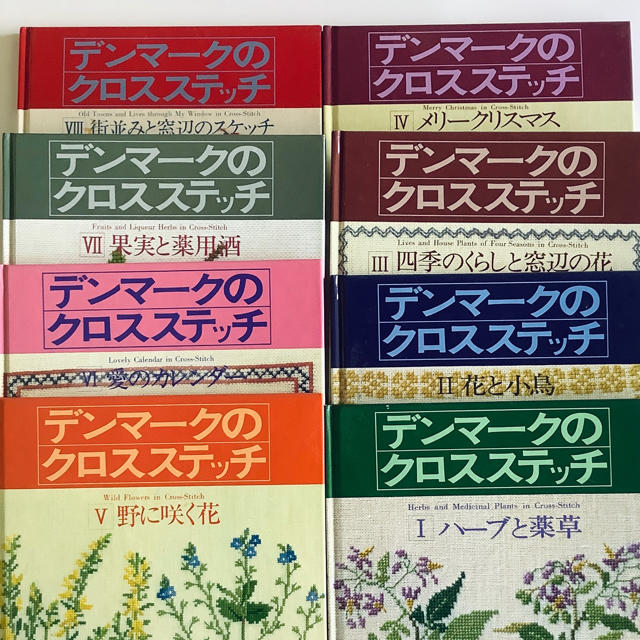 デンマークの
クロスステッチ
Old Towns and Lives through My Window in Cross-Stitch
VIII 街並みと窓辺のスケッチ
デンマークの
クロスステッチ
Merry Christmas in Cross-Stitch
IV メリークリスマス
デンマークの
クロスステッチ
Fruits and Liqueur Herbs in Cross-Stitch
VII 果実と薬用酒
デンマークの
クロスステッチ
Lives and House Plants of Four Seasons in Cross-Stitch
III 四季のくらしと窓辺の花
デンマークの
クロスステッチ
Lovely Calendar in Cross-Stitch
VI 愛のカレンダー
デンマークの
クロスステッチ
II 花と小鳥
デンマークの
クロスステッチ
Wild Flowers in Cross-Stitch
V 野に咲く花
デンマークの
クロスステッチ
Herbs and Medicinal Plants in Cross-Stitch
I ハーブと薬草